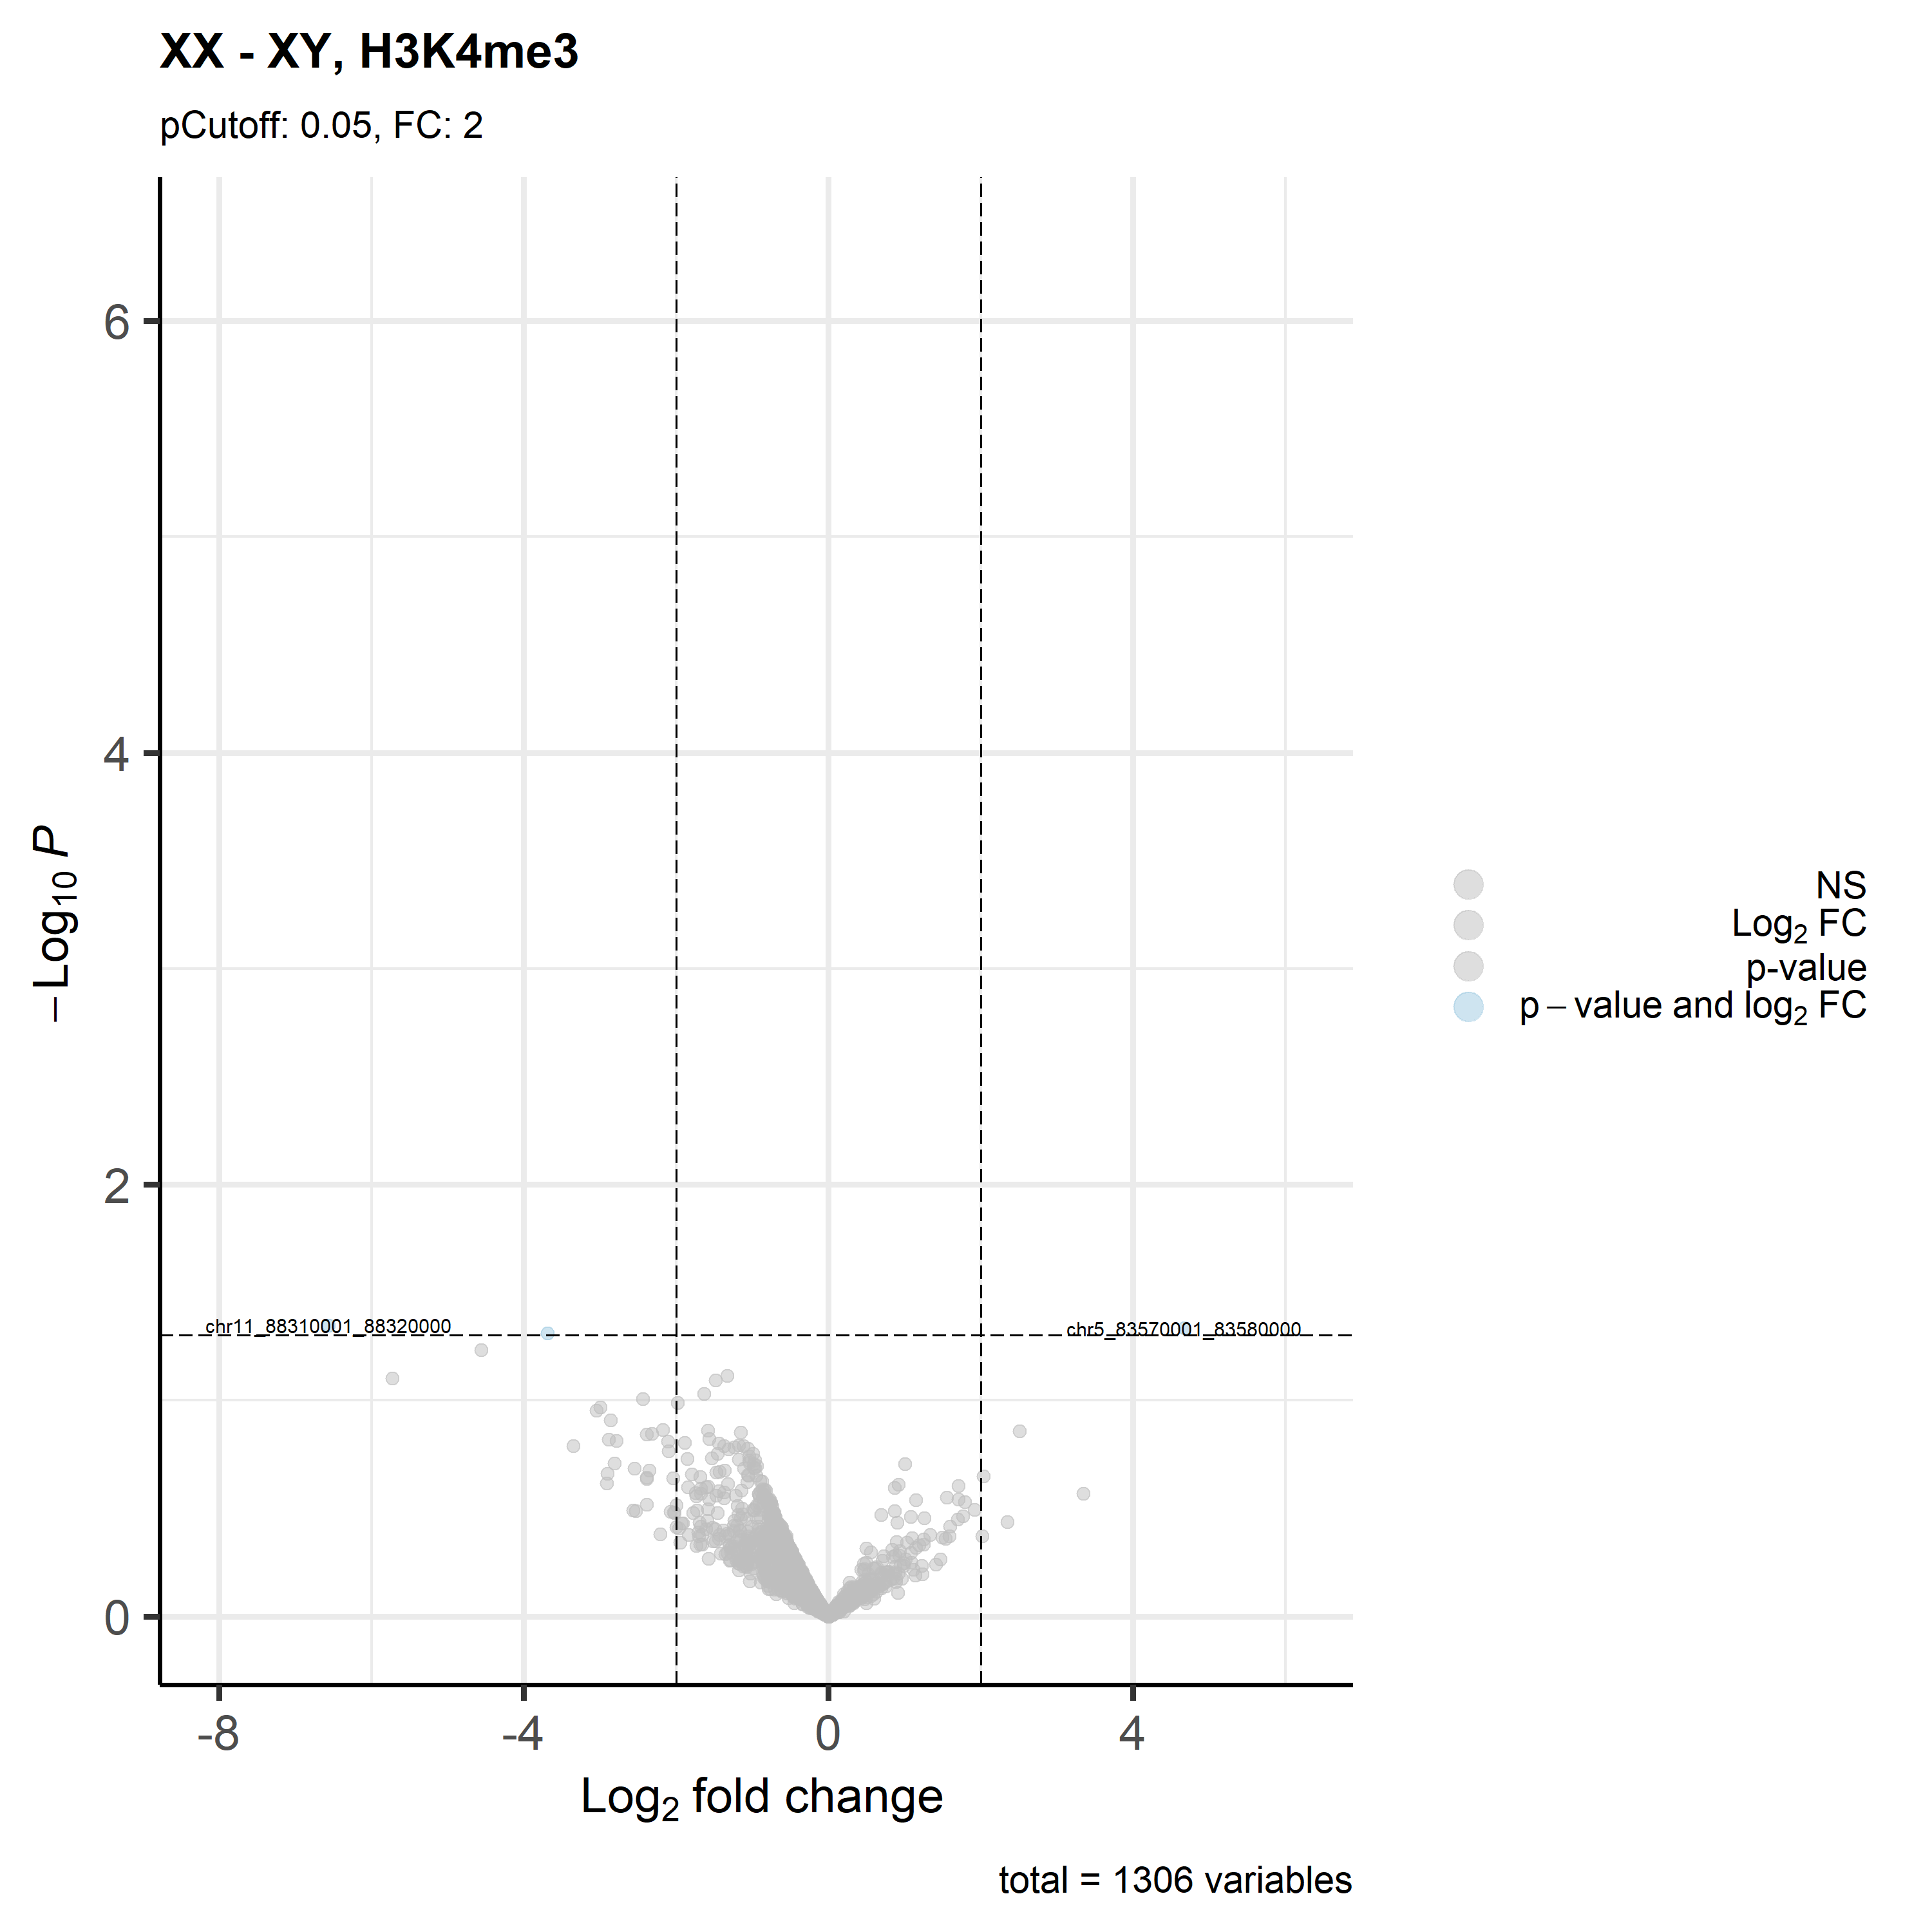 XX - XY, H3K4me3
pCutoff: 0.05, FC: 2
6
4
2
0
−Log10 P
chr11_88310001_88320000
chr5_83570001_83580000
NS
Log2 FC
p-value
p − value and log2 FC
-8 -4 0 4
Log2 fold change
total = 1306 variables